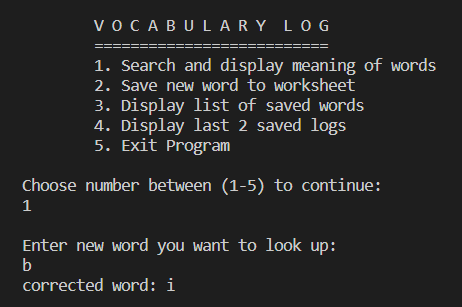 V O C A B U L A R Y  L O G
==========================
1. Search and display meaning of words
2. Save new word to worksheet
3. Display list of saved words
4. Display last 2 saved logs
5. Exit Program
Choose number between (1-5) to continue:
1
Enter new word you want to look up:
b
corrected word: i